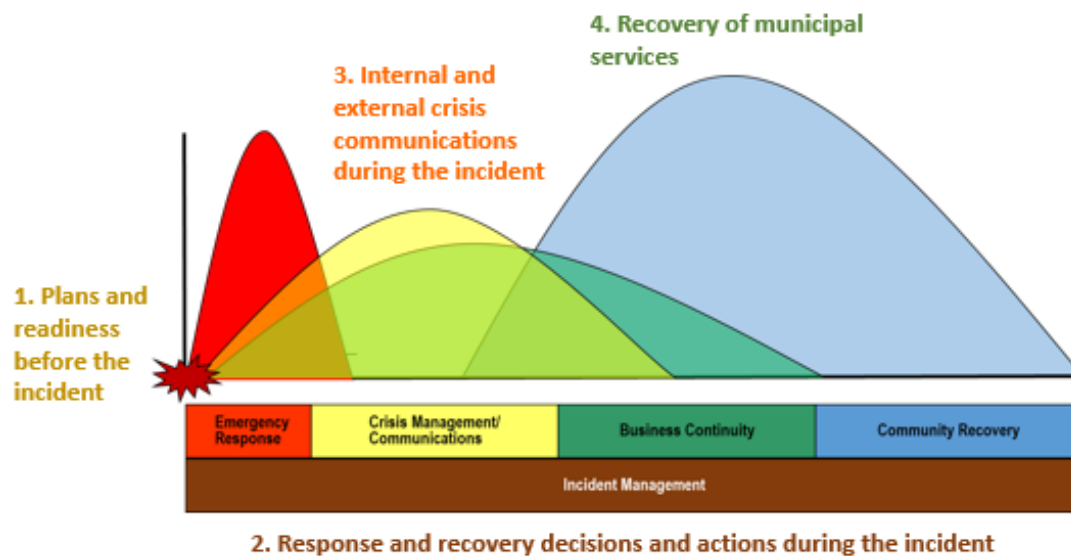 4. Recovery of municipal
services
3. Internal and
external crisis
communications
during the incident
1. Plans and
readiness
before the
incident
Emergency
Response
Crisis Management/
Communications
Business Continuity
Community Recovery
Incident Management
2. Response and recovery decisions and actions during the incident